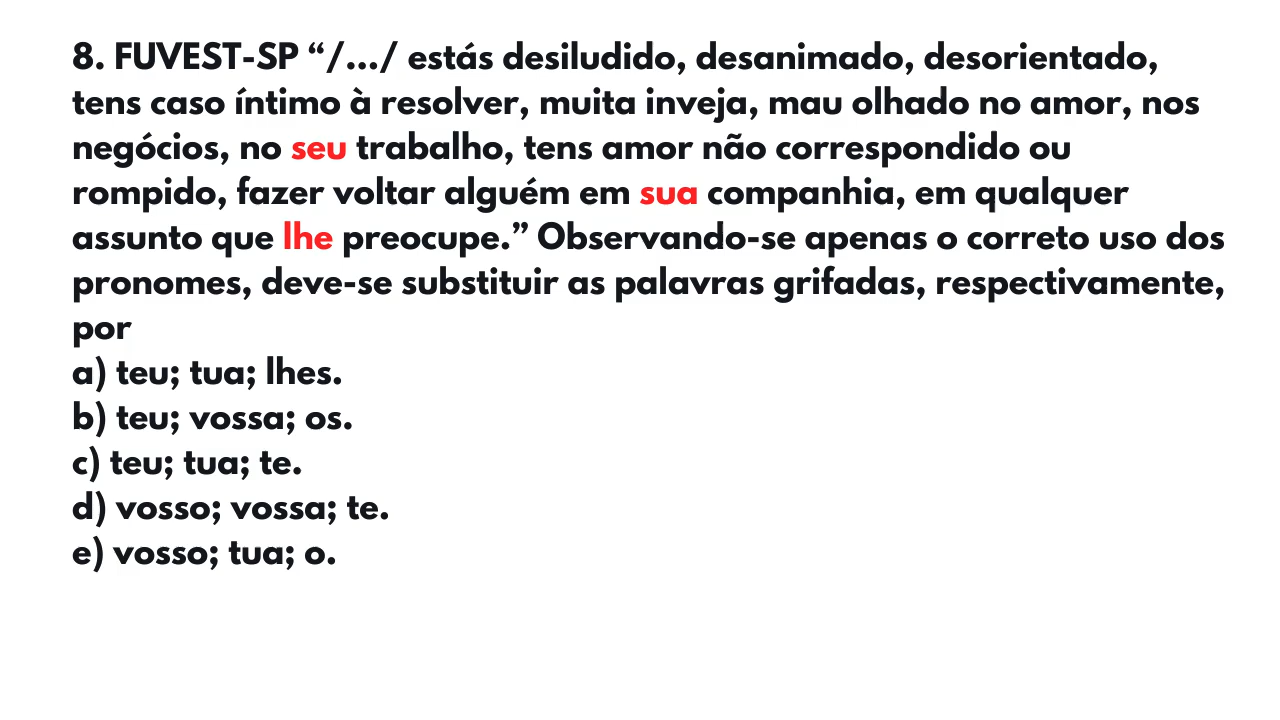 8. FUVEST-SP “/.../ estás desiludido, desanimado, desorientado,
tens caso íntimo à resolver, muita inveja, mau olhado no amor, nos
negócios, no seu trabalho, tens amor não correspondido ou
rompido, fazer voltar alguém em sua companhia, em qualquer
assunto que lhe preocupe.” Observando-se apenas o correto uso dos
pronomes, deve-se substituir as palavras grifadas, respectivamente,
por
a) teu; tua; lhes.
b) teu; vossa; os.
c) teu; tua; te.
d) vosso; vossa; te.
e) vosso; tua; o.